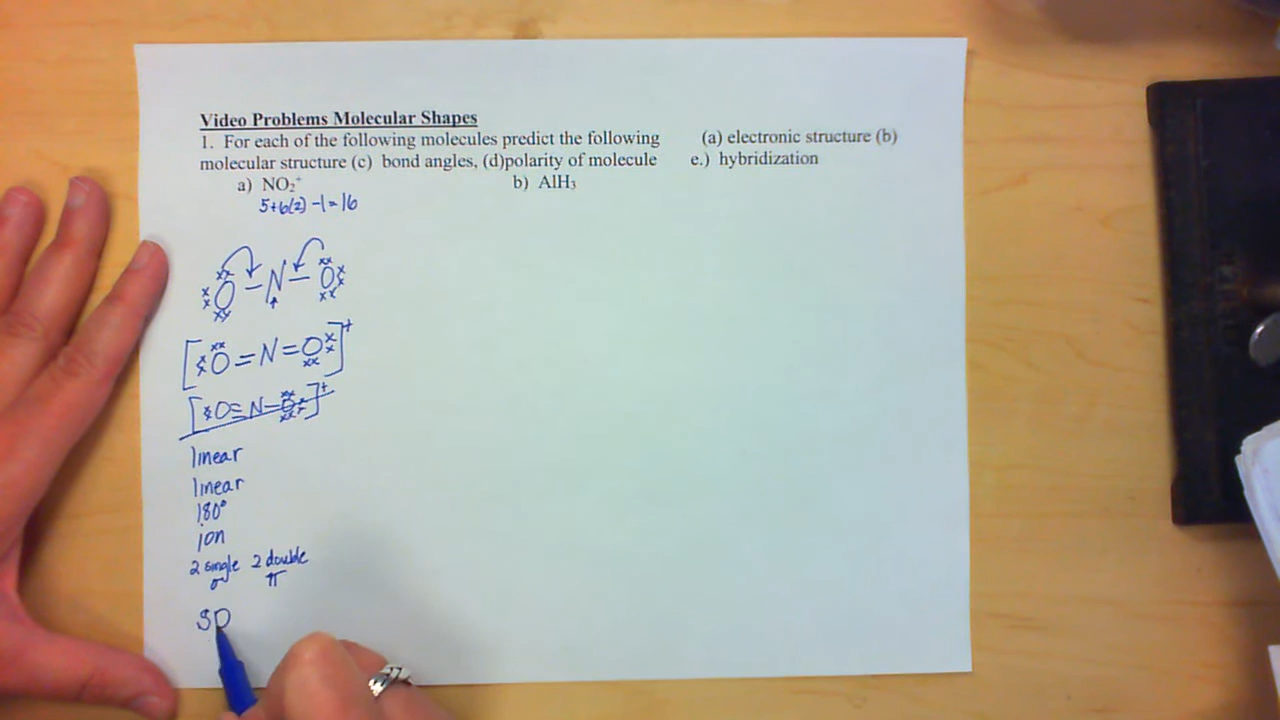 Video Problems Molecular Shapes
1. For each of the following molecules predict the following (a) electronic structure (b)
molecular structure (c) bond angles, (d)polarity of molecule e.) hybridization
a) NO₂⁺ b) AlH₃
5+6(2) -1=16
O-N-O
[O=N=O]⁺
[O≡N-O]⁺
linear
linear
180°
ion
2 single 2 double
σ π
sp